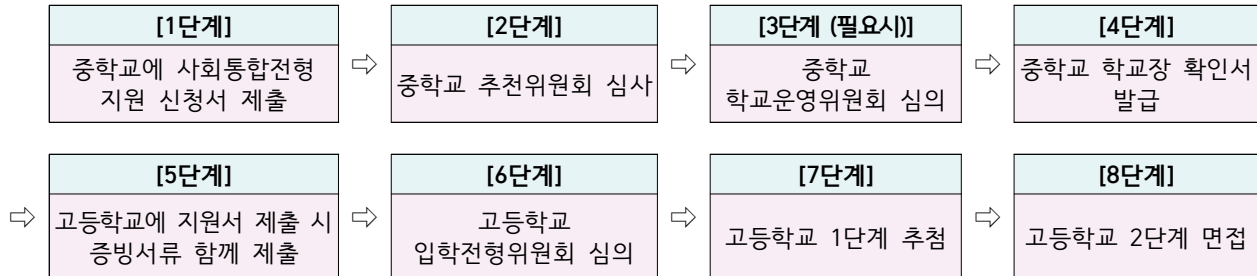 [1단계]
중학교에 사회통합전형
지원 신청서 제출
⇨
[2단계]
중학교 추천위원회 심사
⇨
[3단계 (필요시)]
중학교
학교운영위원회 심의
⇨
[4단계]
중학교 학교장 확인서
발급
⇨
[5단계]
고등학교에 지원서 제출 시
증빙서류 함께 제출
⇨
[6단계]
고등학교
입학전형위원회 심의
⇨
[7단계]
고등학교 1단계 추첨
⇨
[8단계]
고등학교 2단계 면접